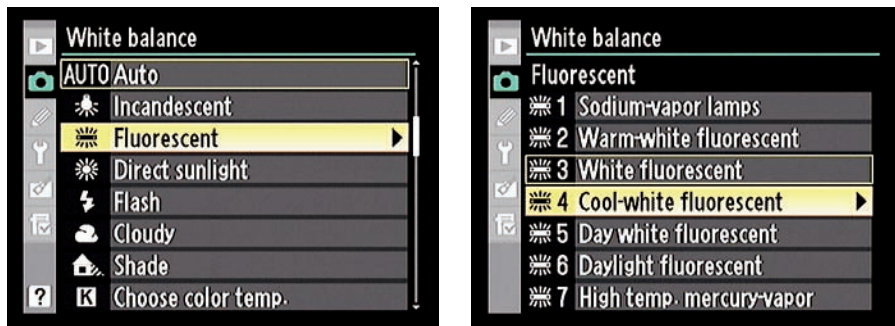 White balance
AUTO Auto
Incandescent
Fluorescent
Direct sunlight
Flash
Cloudy
Shade
? K Choose color temp.
White balance
Fluorescent
1 Sodium-vapor lamps
2 Warm-white fluorescent
3 White fluorescent
4 Cool-white fluorescent
5 Day white fluorescent
6 Daylight fluorescent
7 High temp. mercury-vapor